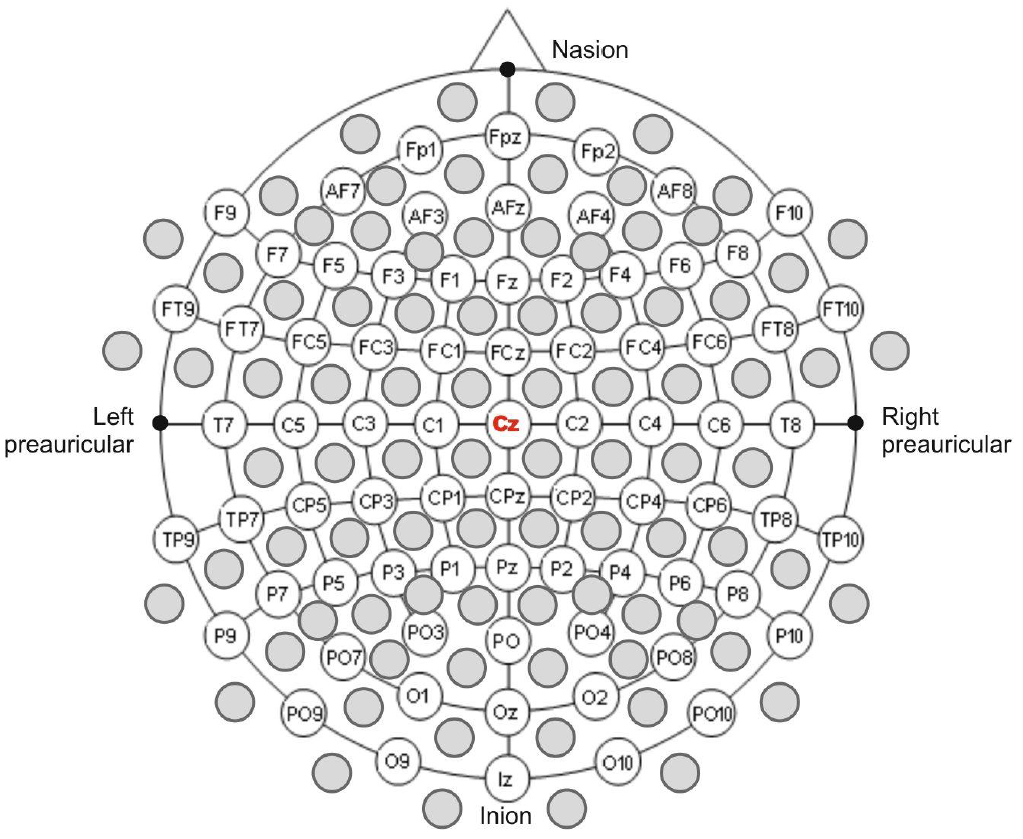 Nasion
Fpz
Fp1 Fp2
AF7 AF8
AFz
F9 AF3 AF4 F10
F7 F8
F5 F6
F3 F1 Fz F2 F4
FT9 FT10
FT7 FT8
FC5 FC3 FC1 FCz FC2 FC4 FC6
Left
preauricular
T7 C5 C3 C1 Cz C2 C4 C6 T8
Right
preauricular
CP5 CP3 CP1 CPz CP2 CP4 CP6
TP7 TP8
TP9 TP10
P7 P5 P3 P1 Pz P2 P4 P6 P8
P9 PO3 PO PO4 P10
PO7 PO8
O1 Oz O2
PO9 PO10
O9 O10
Iz
Inion